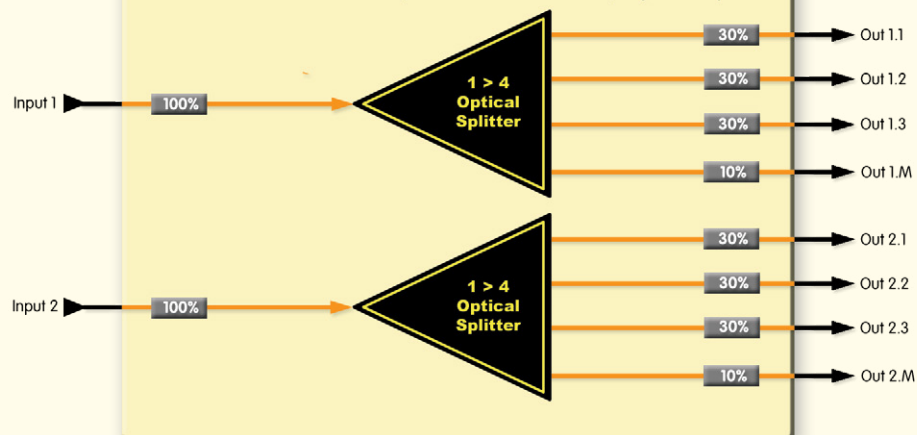 Input 1
100%
1 > 4
Optical
Splitter
30%
Out 1.1
30%
Out 1.2
30%
Out 1.3
10%
Out 1.M
Input 2
100%
1 > 4
Optical
Splitter
30%
Out 2.1
30%
Out 2.2
30%
Out 2.3
10%
Out 2.M